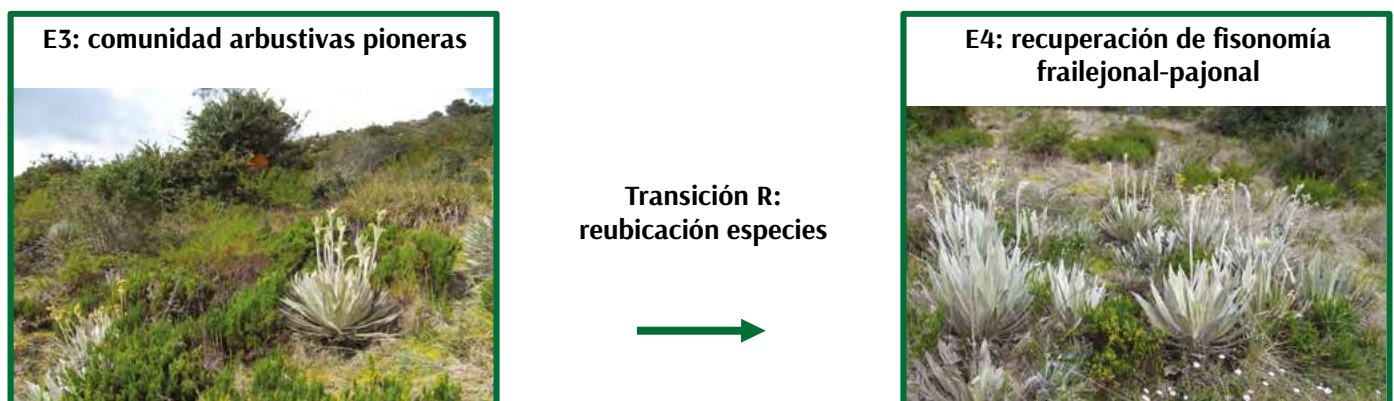 E3: comunidad arbustivas pioneras
Transición R:
reubicación especies
E4: recuperación de fisonomía
frailejonal-pajonal